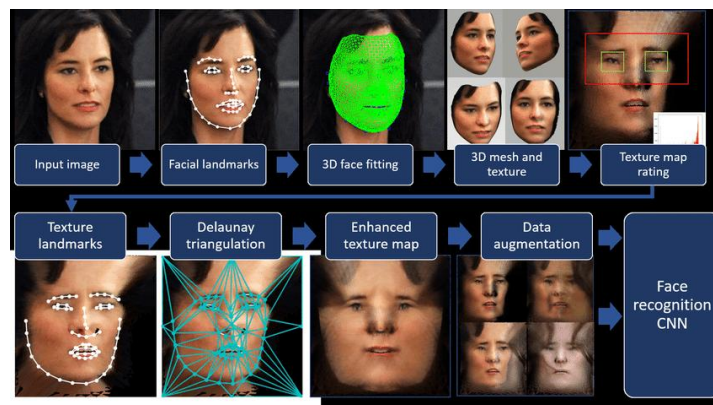 Input image
Facial landmarks
3D face fitting
3D mesh and
texture
Texture map
rating
Texture
landmarks
Delaunay
triangulation
Enhanced
texture map
Data
augmentation
Face
recognition
CNN